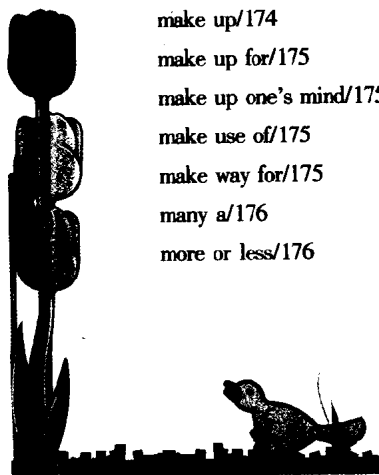 make up/174
make up for/175
make up one's mind/175
make use of/175
make way for/175
many a/176
more or less/176